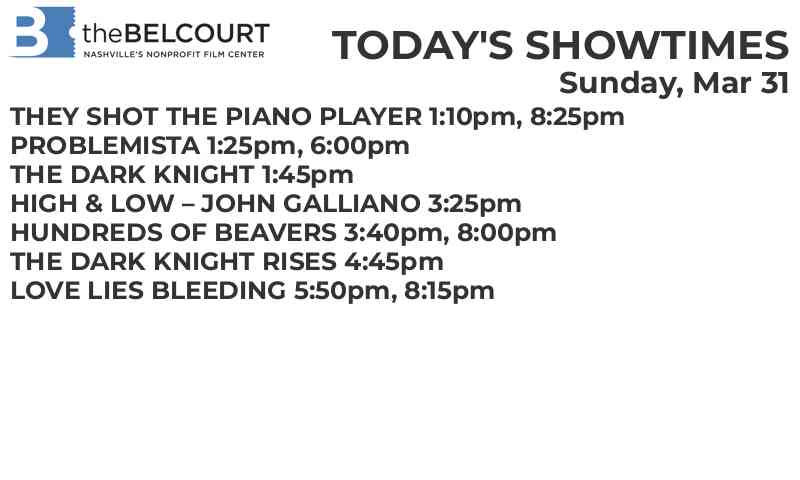 B theBELCOURT
NASHVILLE'S NONPROFIT FILM CENTER
TODAY'S SHOWTIMES
Sunday, Mar 31
THEY SHOT THE PIANO PLAYER 1:10pm, 8:25pm
PROBLEMISTA 1:25pm, 6:00pm
THE DARK KNIGHT 1:45pm
HIGH & LOW – JOHN GALLIANO 3:25pm
HUNDREDS OF BEAVERS 3:40pm, 8:00pm
THE DARK KNIGHT RISES 4:45pm
LOVE LIES BLEEDING 5:50pm, 8:15pm